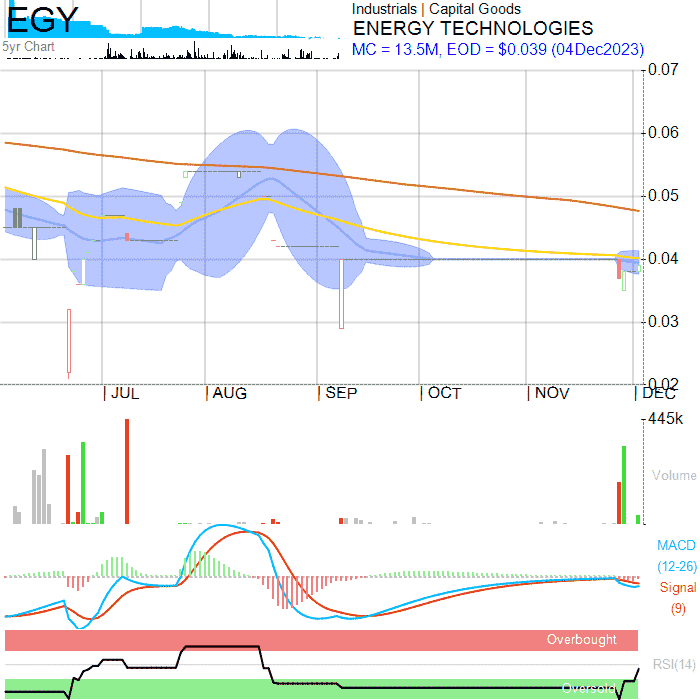 EGY
5yr Chart
Industrials | Capital Goods
ENERGY TECHNOLOGIES
MC = 13.5M, EOD = $0.039 (04Dec2023)
0.07
0.06
0.05
0.04
0.03
0.02
JUL AUG SEP OCT NOV DEC
445k
Volume
MACD
(12-26)
Signal
(9)
Overbought
RSI(14)
Oversold